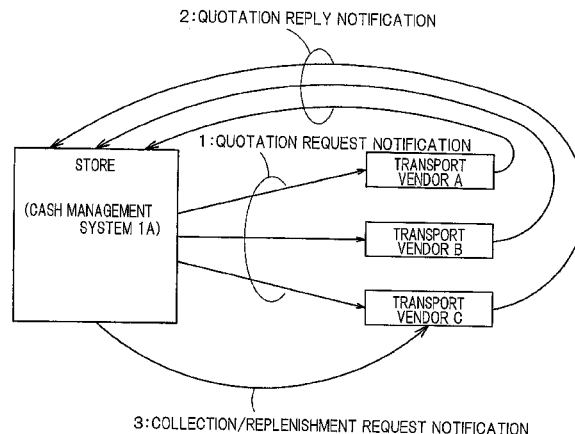 2:QUOTATION REPLY NOTIFICATION
1:QUOTATION REQUEST NOTIFICATION
STORE
(CASH MANAGEMENT
SYSTEM 1A)
TRANSPORT
VENDOR A
TRANSPORT
VENDOR B
TRANSPORT
VENDOR C
3:COLLECTION/REPLENISHMENT REQUEST NOTIFICATION